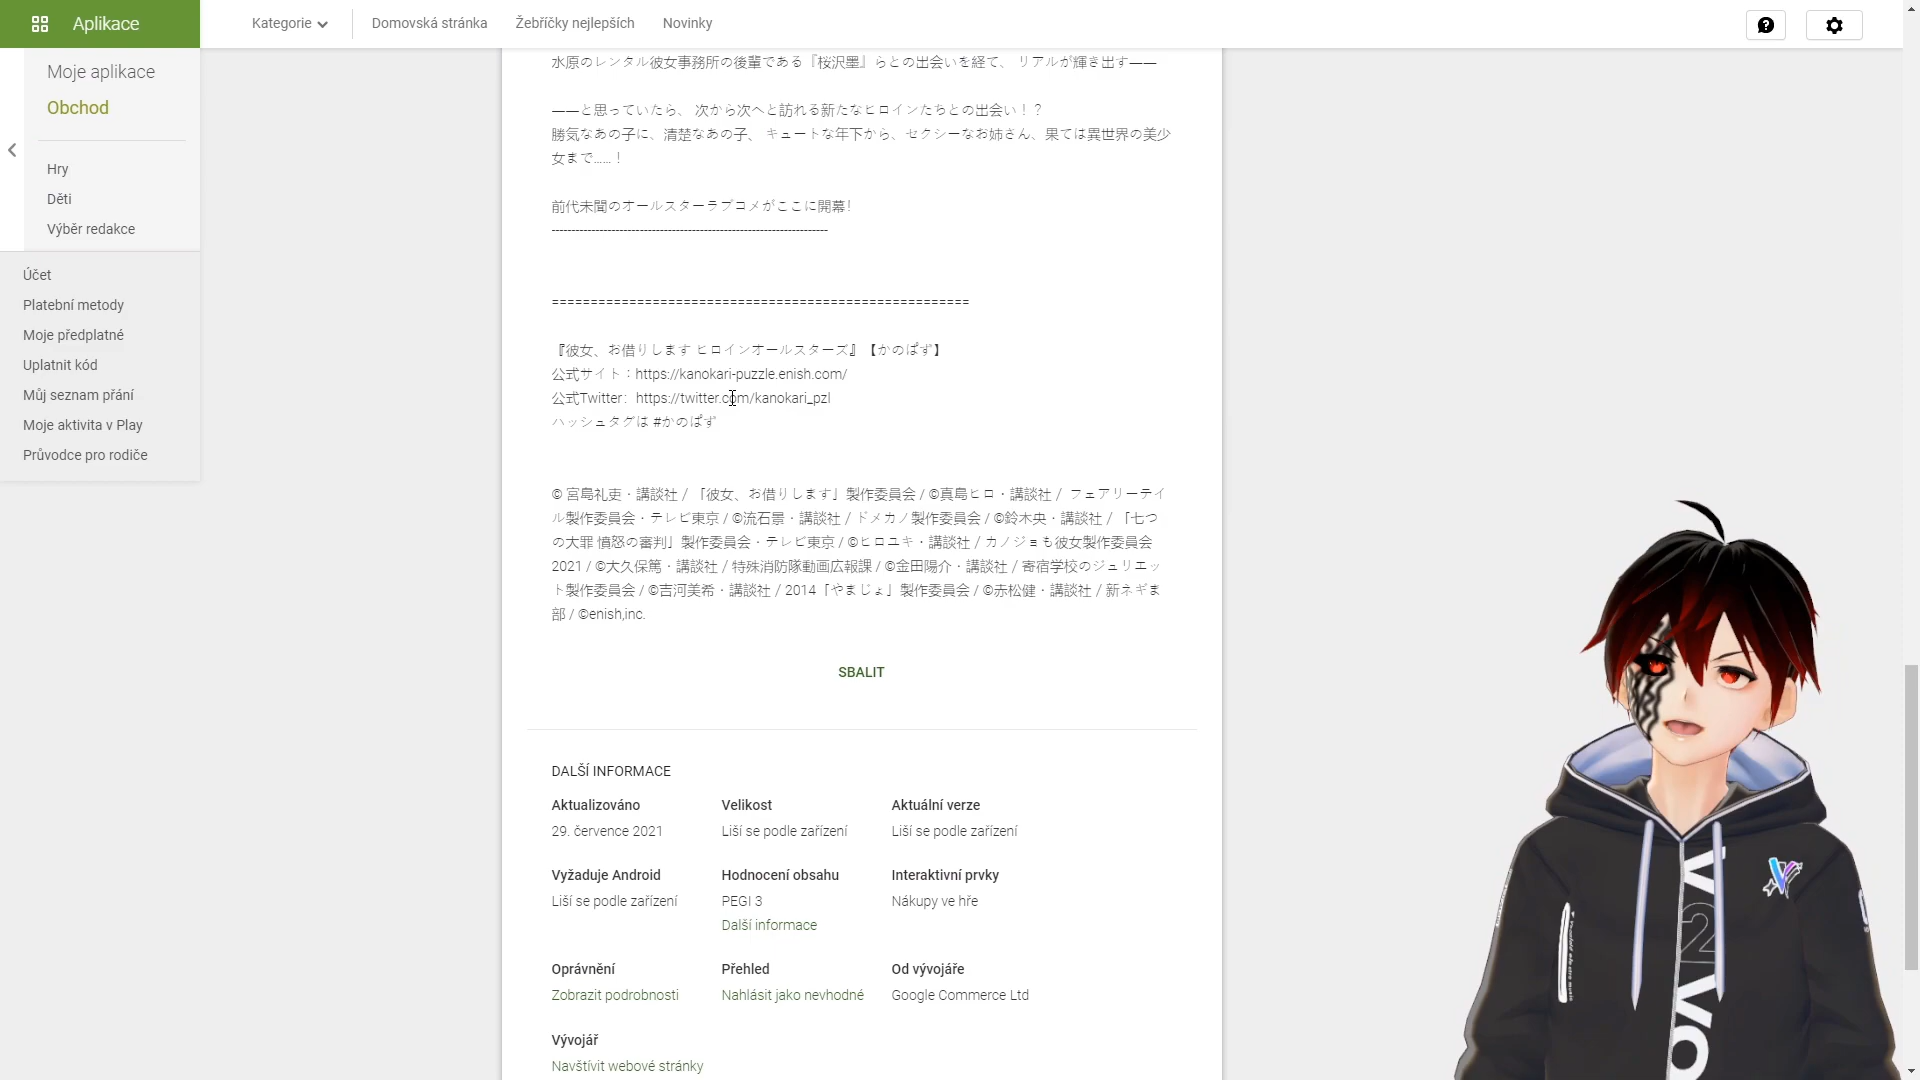 Aplikace
Kategorie
Domovská stránka
Žebříčky nejlepších
Novinky
Moje aplikace
Obchod
Hry
Děti
Výběr redakce
Účet
Platební metody
Moje předplatné
Uplatnit kód
Můj seznam přání
Moje aktivita v Play
Průvodce pro rodiče
水原のレンタル彼女事務所の後輩である『桜沢墨』らとの出会いを経て、 リアルが輝き出す——
——と思っていたら、 次から次へと訪れる新たなヒロインたちとの出会い！？
勝気なあの子に、清楚なあの子、 キュートな年下から、セクシーなお姉さん、果ては異世界の美少
女まで……！
前代未聞のオールスターラブコメがここに開幕！
---------------------------------------------------------------------
======================================================
『彼女、お借りします ヒロインオールスターズ』【かのぱず】
公式サイト：https://kanokari-puzzle.enish.com/
公式Twitter：https://twitter.com/kanokari_pzl
ハッシュタグは #かのぱず
© 宮島礼吏・講談社 / 「彼女、お借りします」製作委員会 / ©真島ヒロ・講談社 / フェアリーテイ
ル製作委員会・テレビ東京 / ©流石景・講談社 / ドメカノ製作委員会 / ©鈴木央・講談社 / 「七つ
の大罪 憤怒の審判」製作委員会・テレビ東京 / ©ヒロユキ・講談社 / カノジョも彼女製作委員会
2021 / ©大久保篤・講談社 / 特殊消防隊動画広報課 / ©金田陽介・講談社 / 寄宿学校のジュリエッ
ト製作委員会 / ©吉河美希・講談社 / 2014「やまじょ」製作委員会 / ©赤松健・講談社 / 新ネギま
部 / ©enish,inc.
SBALIT
DALŠÍ INFORMACE
Aktualizováno
29. července 2021
Velikost
Liší se podle zařízení
Aktuální verze
Liší se podle zařízení
Vyžaduje Android
Liší se podle zařízení
Hodnocení obsahu
PEGI 3
Další informace
Interaktivní prvky
Nákupy ve hře
Oprávnění
Zobrazit podrobnosti
Přehled
Nahlásit jako nevhodné
Od vývojáře
Google Commerce Ltd
Vývojář
Navštívit webové stránky